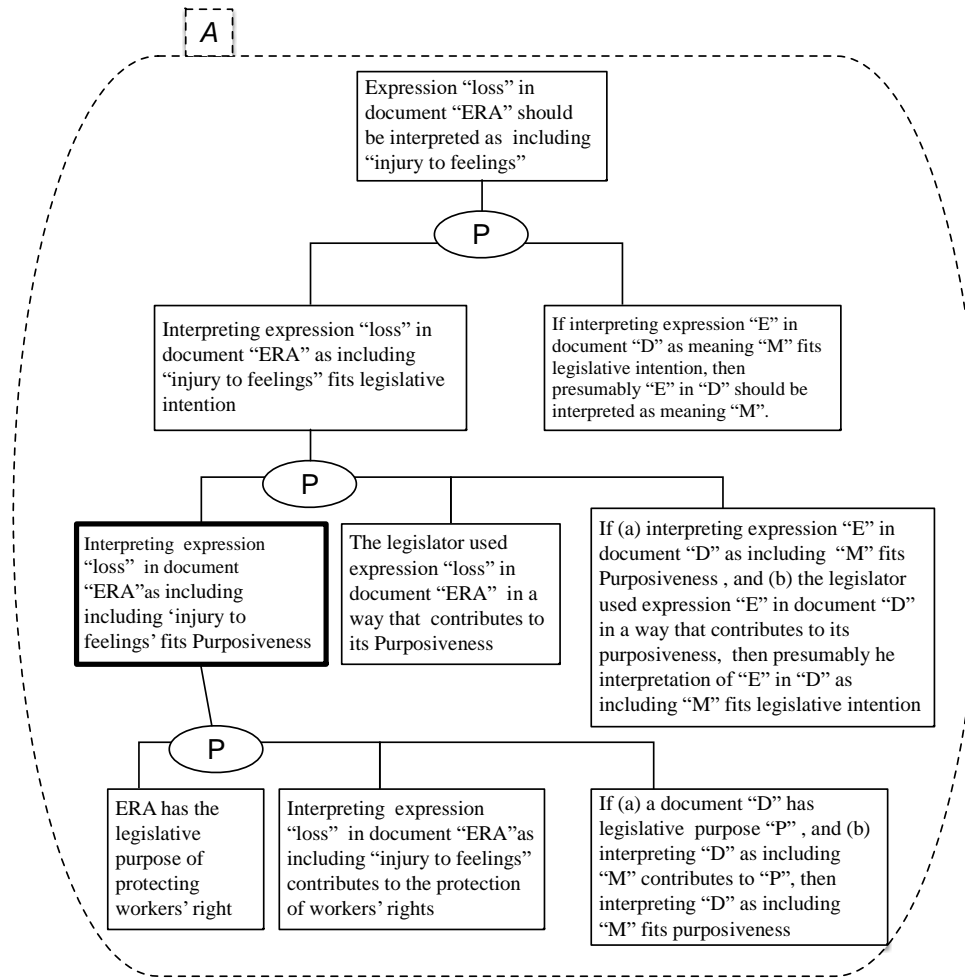 A
Expression “loss” in
document “ERA” should
be interpreted as including
“injury to feelings”
P
Interpreting expression “loss” in
document “ERA” as including
“injury to feelings” fits legislative
intention
If interpreting expression “E” in
document “D” as meaning “M” fits
legislative intention, then
presumably “E” in “D” should be
interpreted as meaning “M”.
P
Interpreting expression
“loss” in document
“ERA”as including
including ‘injury to
feelings’ fits Purposiveness
The legislator used
expression “loss” in
document “ERA” in a
way that contributes to
its Purposiveness
If (a) interpreting expression “E” in
document “D” as including “M” fits
Purposiveness , and (b) the legislator
used expression “E” in document “D”
in a way that contributes to its
purposiveness, then presumably he
interpretation of “E” in “D” as
including “M” fits legislative intention
P
ERA has the
legislative
purpose of
protecting
workers’ right
Interpreting expression
“loss” in document “ERA”as
including “injury to feelings”
contributes to the protection
of workers’ rights
If (a) a document “D” has
legislative purpose “P” , and (b)
interpreting “D” as including
“M” contributes to “P”, then
interpreting “D” as including
“M” fits purposiveness